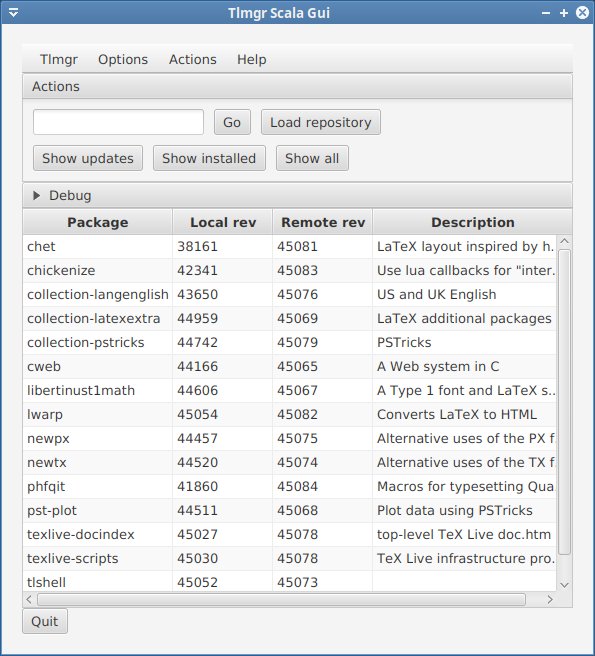 Tlmgr Scala Gui
Tlmgr Options Actions Help
Actions
Go Load repository
Show updates Show installed Show all
Debug
Package Local rev Remote rev Description
chet 38161 45081 LaTeX layout inspired by h...
chickenize 42341 45083 Use lua callbacks for "inter...
collection-langenglish 43650 45076 US and UK English
collection-latexextra 44959 45069 LaTeX additional packages
collection-pstricks 44742 45079 PSTricks
cweb 44166 45065 A Web system in C
libertinust1math 44606 45067 A Type 1 font and LaTeX s...
lwarp 45054 45082 Converts LaTeX to HTML
newpx 44457 45075 Alternative uses of the PX f
newtx 44520 45074 Alternative uses of the TX f
phfqit 41860 45084 Macros for typesetting Qua
pst-plot 44511 45068 Plot data using PSTricks
texlive-docindex 45027 45078 top-level TeX Live doc.htm
texlive-scripts 45030 45078 TeX Live infrastructure pro...
tlshell 45052 45073
Quit